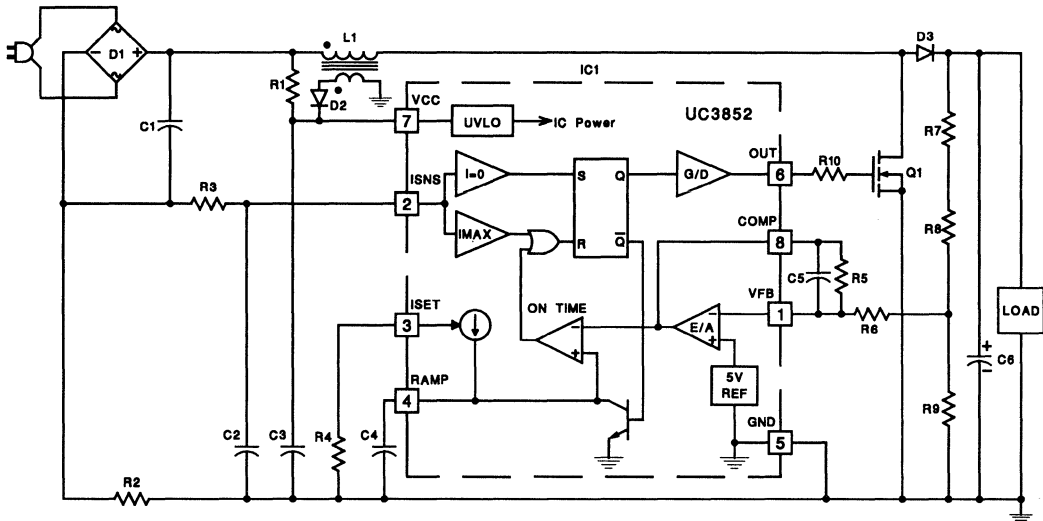 L1
D1
D3
R1
D2
IC1
VCC
7
UVLO
IC Power
UC3852
C1
R7
OUT
ISNS
I=0
S
Q
G/D
6
R10
Q1
R3
2
COMP
IMAX
R
Q̅
8
R8
C5
R5
ISET
ON TIME
VFB
3
−
−
E/A
1
R6
LOAD
+
+
+
C6
−
RAMP
5V
REF
4
GND
R9
C2
C3
R4
C4
5
R2
− +